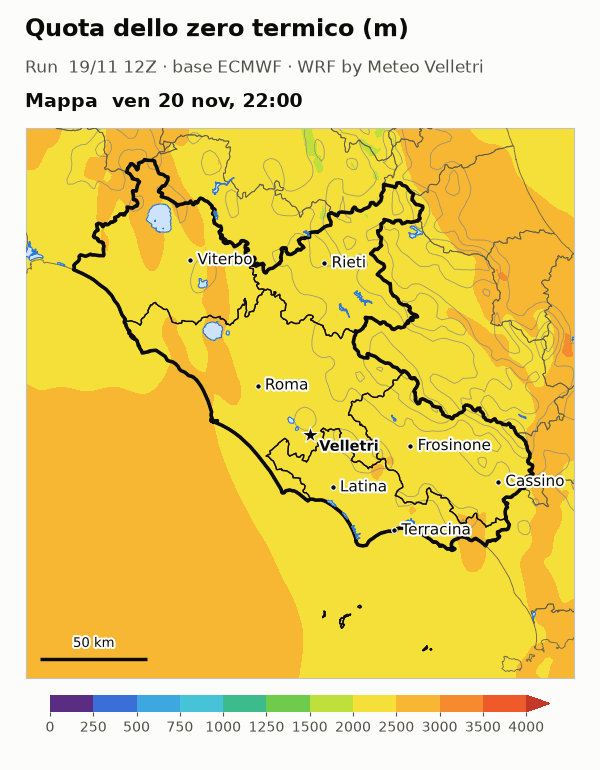 Quota dello zero termico (m)
Run  19/11 12Z · base ECMWF · WRF by Meteo Velletri
Mappa  ven 20 nov, 22:00
Viterbo
Rieti
Roma
Velletri
Frosinone
Cassino
Latina
Terracina
50 km
0 250 500 750 1000 1250 1500 2000 2500 3000 3500 4000